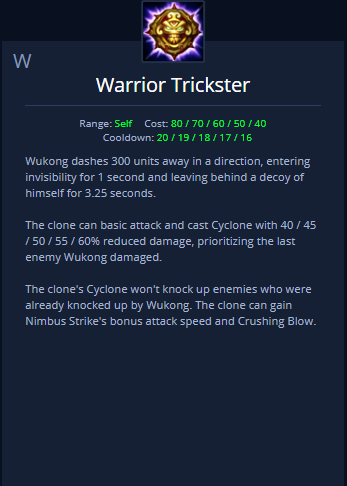 W
Warrior Trickster
Range: Self Cost: 80 / 70 / 60 / 50 / 40
Cooldown: 20 / 19 / 18 / 17 / 16
Wukong dashes 300 units away in a direction, entering
invisibility for 1 second and leaving behind a decoy of
himself for 3.25 seconds.
The clone can basic attack and cast Cyclone with 40 / 45
/ 50 / 55 / 60% reduced damage, prioritizing the last
enemy Wukong damaged.
The clone's Cyclone won't knock up enemies who were
already knocked up by Wukong. The clone can gain
Nimbus Strike's bonus attack speed and Crushing Blow.